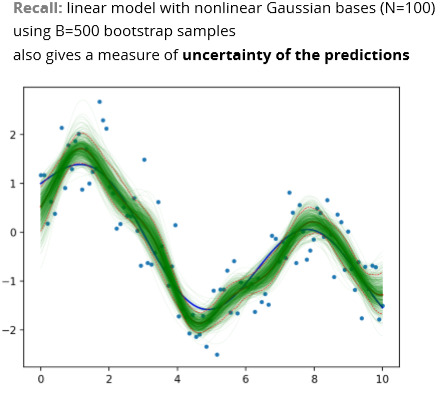 Recall: linear model with nonlinear Gaussian bases (N=100)
using B=500 bootstrap samples
also gives a measure of uncertainty of the predictions
2
1
0
−1
−2
0 2 4 6 8 10